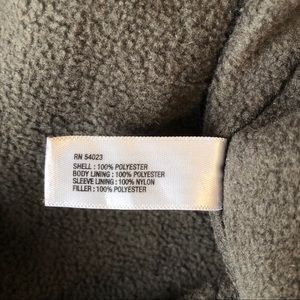 RN 54023
SHELL : 100% POLYESTER
BODY LINING : 100% POLYESTER
SLEEVE LINING : 100% NYLON
FILLER : 100% POLYESTER